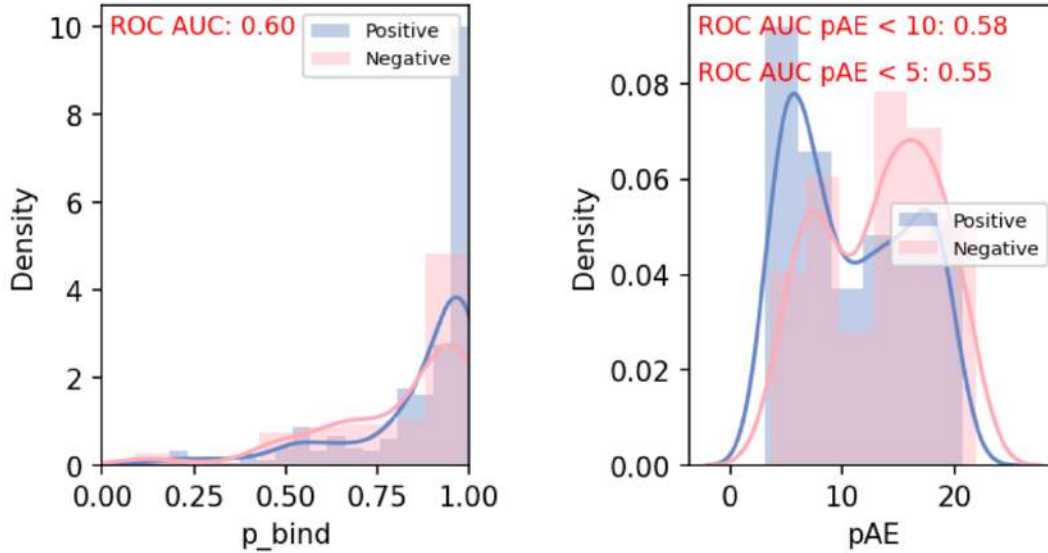 ROC AUC: 0.60
Positive
Negative
10
8
6
4
2
0
Density
0.00 0.25 0.50 0.75 1.00
p_bind
ROC AUC pAE < 10: 0.58
ROC AUC pAE < 5: 0.55
Positive
Negative
0.08
0.06
0.04
0.02
0.00
Density
0 10 20
pAE